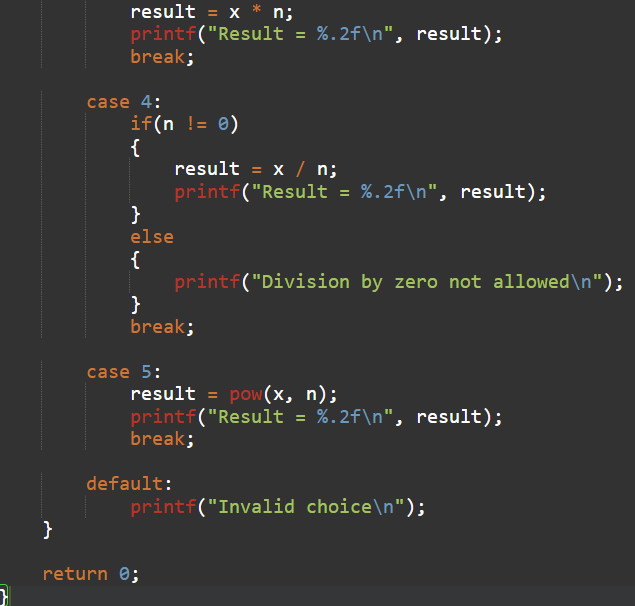 result = x * n;
printf("Result = %.2f\n", result);
break;
case 4:
if(n != 0)
{
result = x / n;
printf("Result = %.2f\n", result);
}
else
{
printf("Division by zero not allowed\n");
}
break;
case 5:
result = pow(x, n);
printf("Result = %.2f\n", result);
break;
default:
printf("Invalid choice\n");
}
return 0;
}